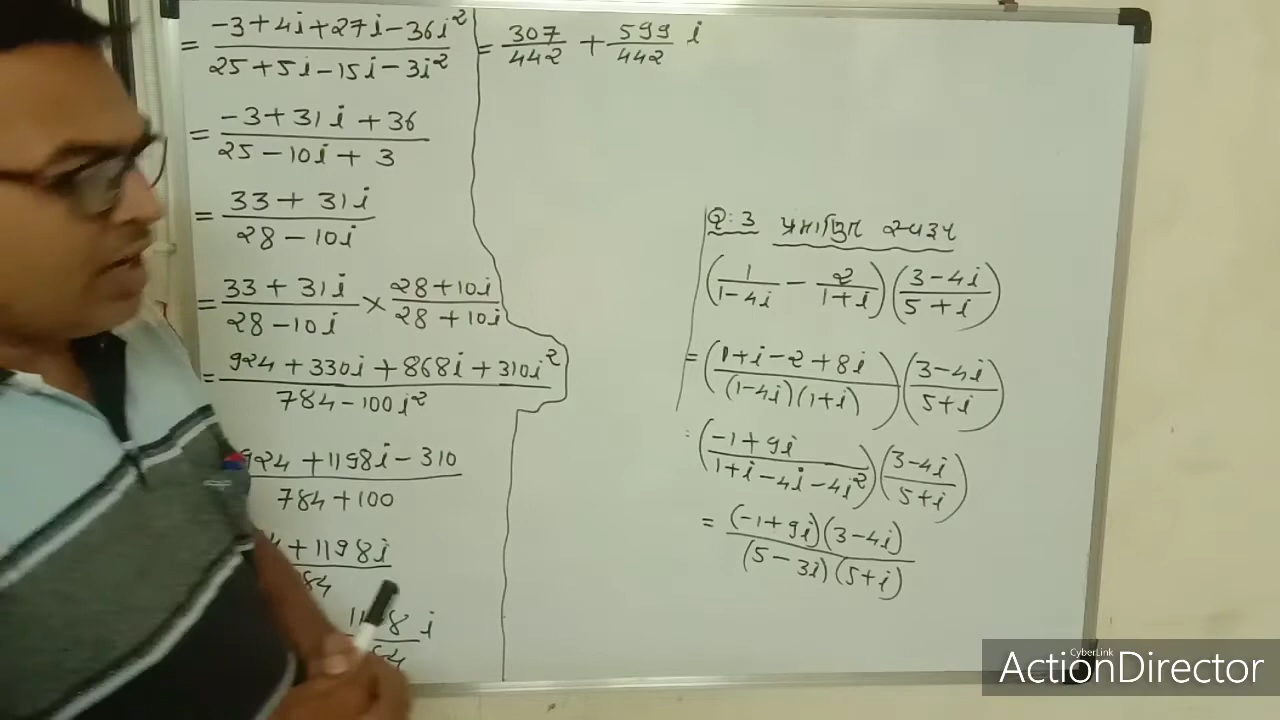 Q: 3 प्रमाणित स्वरूप
(1/(1-4i) - 2/(1+i)) ((3-4i)/(5+i))
= ((1+i-2+8i)/((1-4i)(1+i))) ((3-4i)/(5+i))
: ((-1+9i)/(1+i-4i-4i²)) ((3-4i)/(5+i))
= ((-1+9i)(3-4i))/((5-3i)(5+i))
= (-3+4i+27i-36i²)/(25+5i-15i-3i²)
= (-3+31i+36)/(25-10i+3)
= (33+31i)/(28-10i)
= (33+31i)/(28-10i) × (28+10i)/(28+10i)
= (924+330i+868i+310i²)/(784-100i²)
(924+1198i-310)/(784+100)
4+1198i/84
i
= 307/442 + 599/442 i
CyberLink
ActionDirector